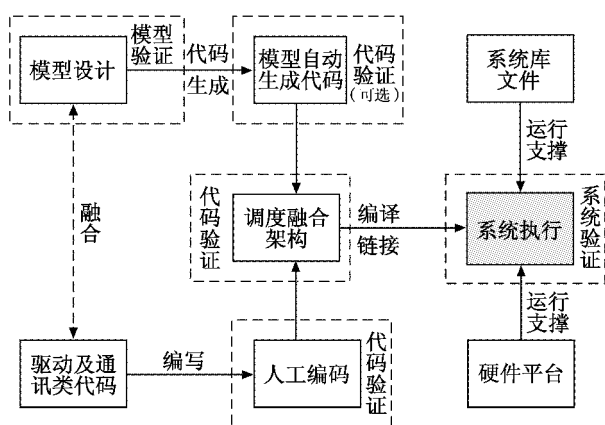 模型设计
模型
验证
代码
生成
模型自动
生成代码
代码
验证
(可选)
系统库
文件
运行
支撑
融合
代码验证
调度融合
架构
编译
链接
系统执行
系统验证
运行
支撑
驱动及通
讯类代码
编写
人工编码
代码验证
硬件平台